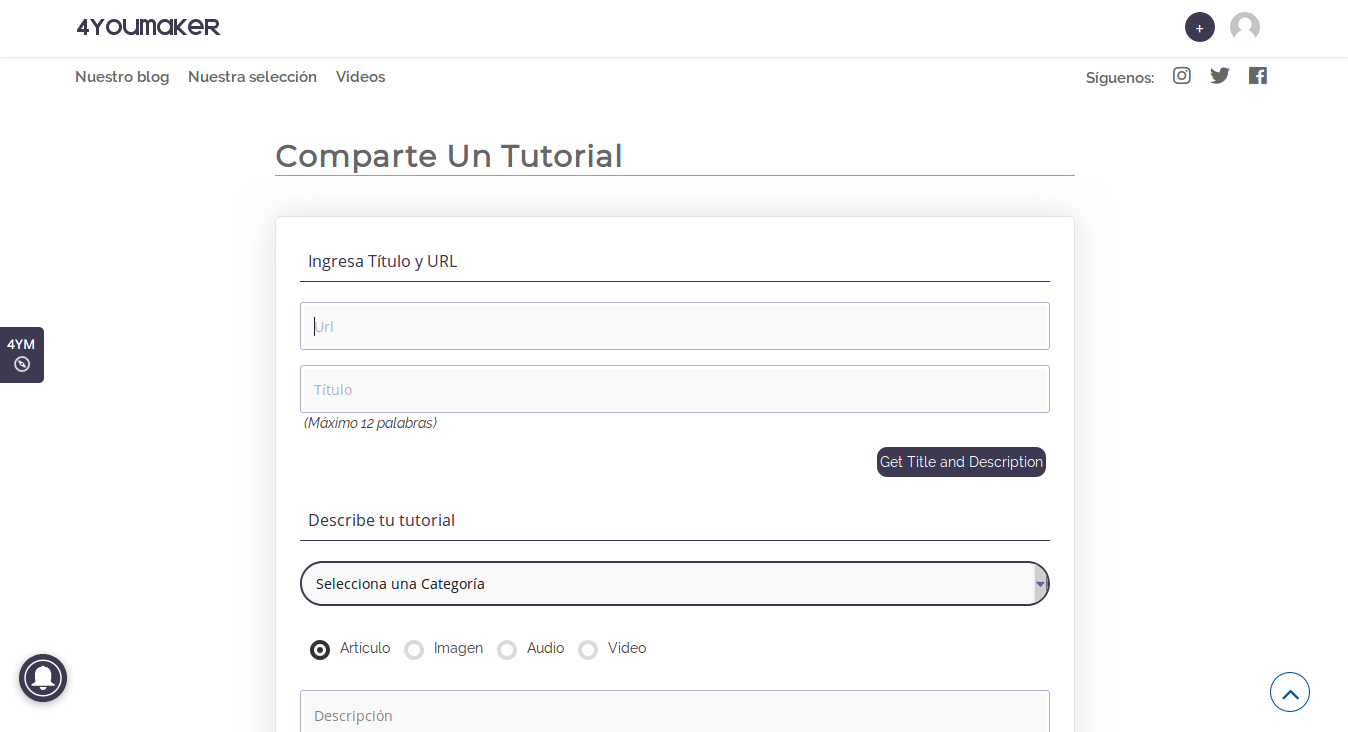 4YOUMAKER
+
Nuestro blog Nuestra selección Videos
Siguenos:
Comparte Un Tutorial
Ingresa Título y URL
Url
Título
(Máximo 12 palabras)
4YM
Get Title and Description
Describe tu tutorial
Selecciona una Categoría
Artículo Imagen Audio Video
Descripción